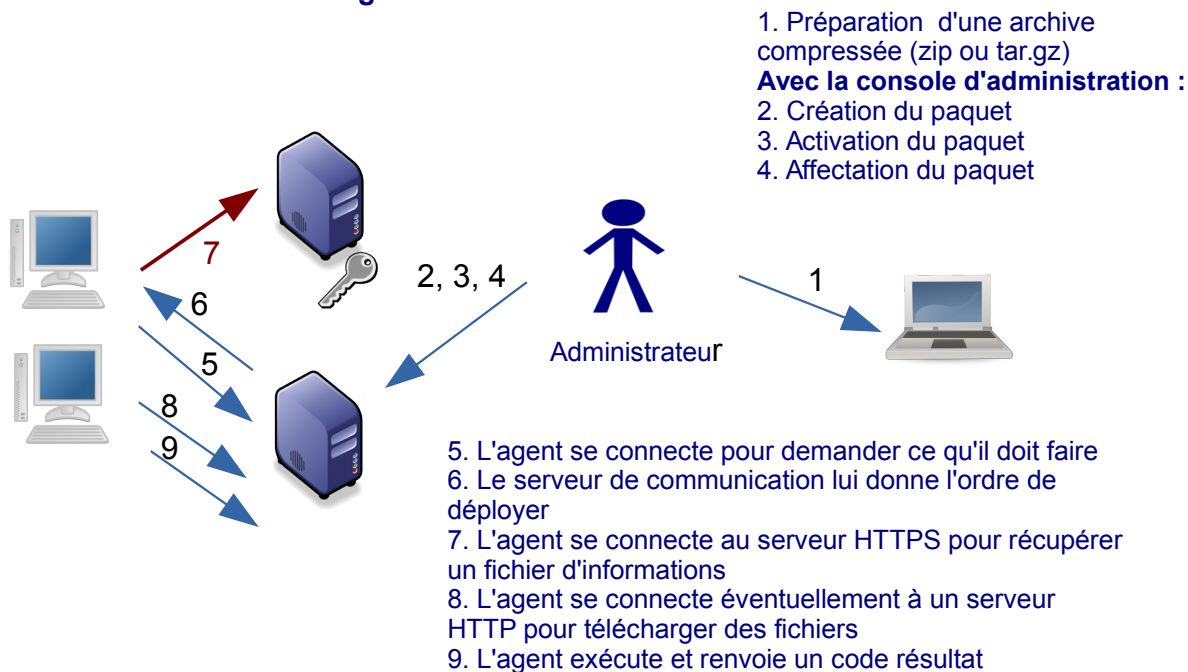 1. Préparation d'une archive
compressée (zip ou tar.gz)
Avec la console d'administration :
2. Création du paquet
3. Activation du paquet
4. Affectation du paquet
7
2, 3, 4
1
6
5
Administrateur
8
9
5. L'agent se connecte pour demander ce qu'il doit faire
6. Le serveur de communication lui donne l'ordre de
déployer
7. L'agent se connecte au serveur HTTPS pour récupérer
un fichier d'informations
8. L'agent se connecte éventuellement à un serveur
HTTP pour télécharger des fichiers
9. L'agent exécute et renvoie un code résultat